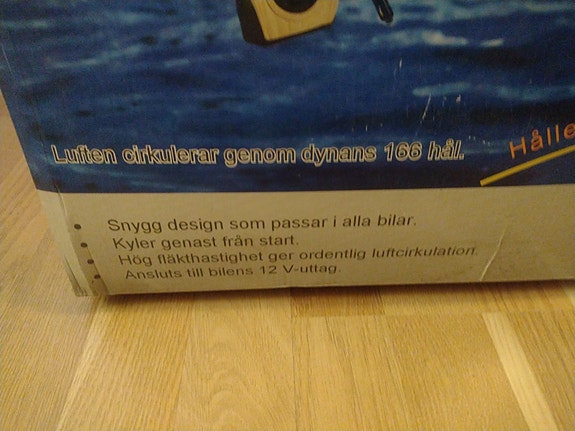 Luften cirkulerar genom dynans 166 hål.
Hålle
• Snygg design som passar i alla bilar.
• Kyler genast från start.
• Hög fläkthastighet ger ordentlig luftcirkulation.
• Ansluts till bilens 12 V-uttag.